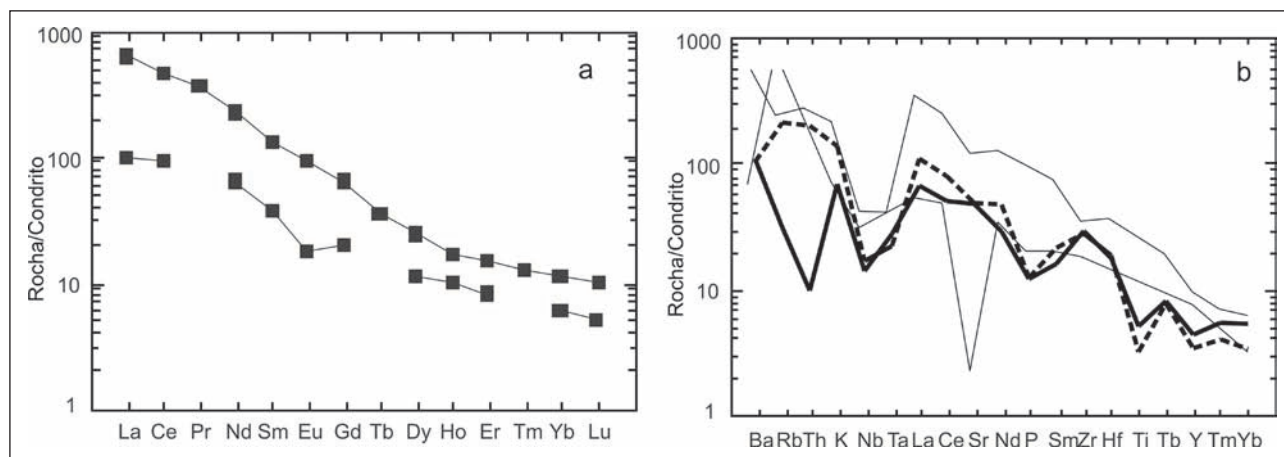 1000
100
10
1
Rocha/Condrito
a
La Ce Pr Nd Sm Eu Gd Tb Dy Ho Er Tm Yb Lu
1000
100
10
1
Rocha/Condrito
b
Ba Rb Th K Nb Ta La Ce Sr Nd P Sm Zr Hf Ti Tb Y Tm Yb